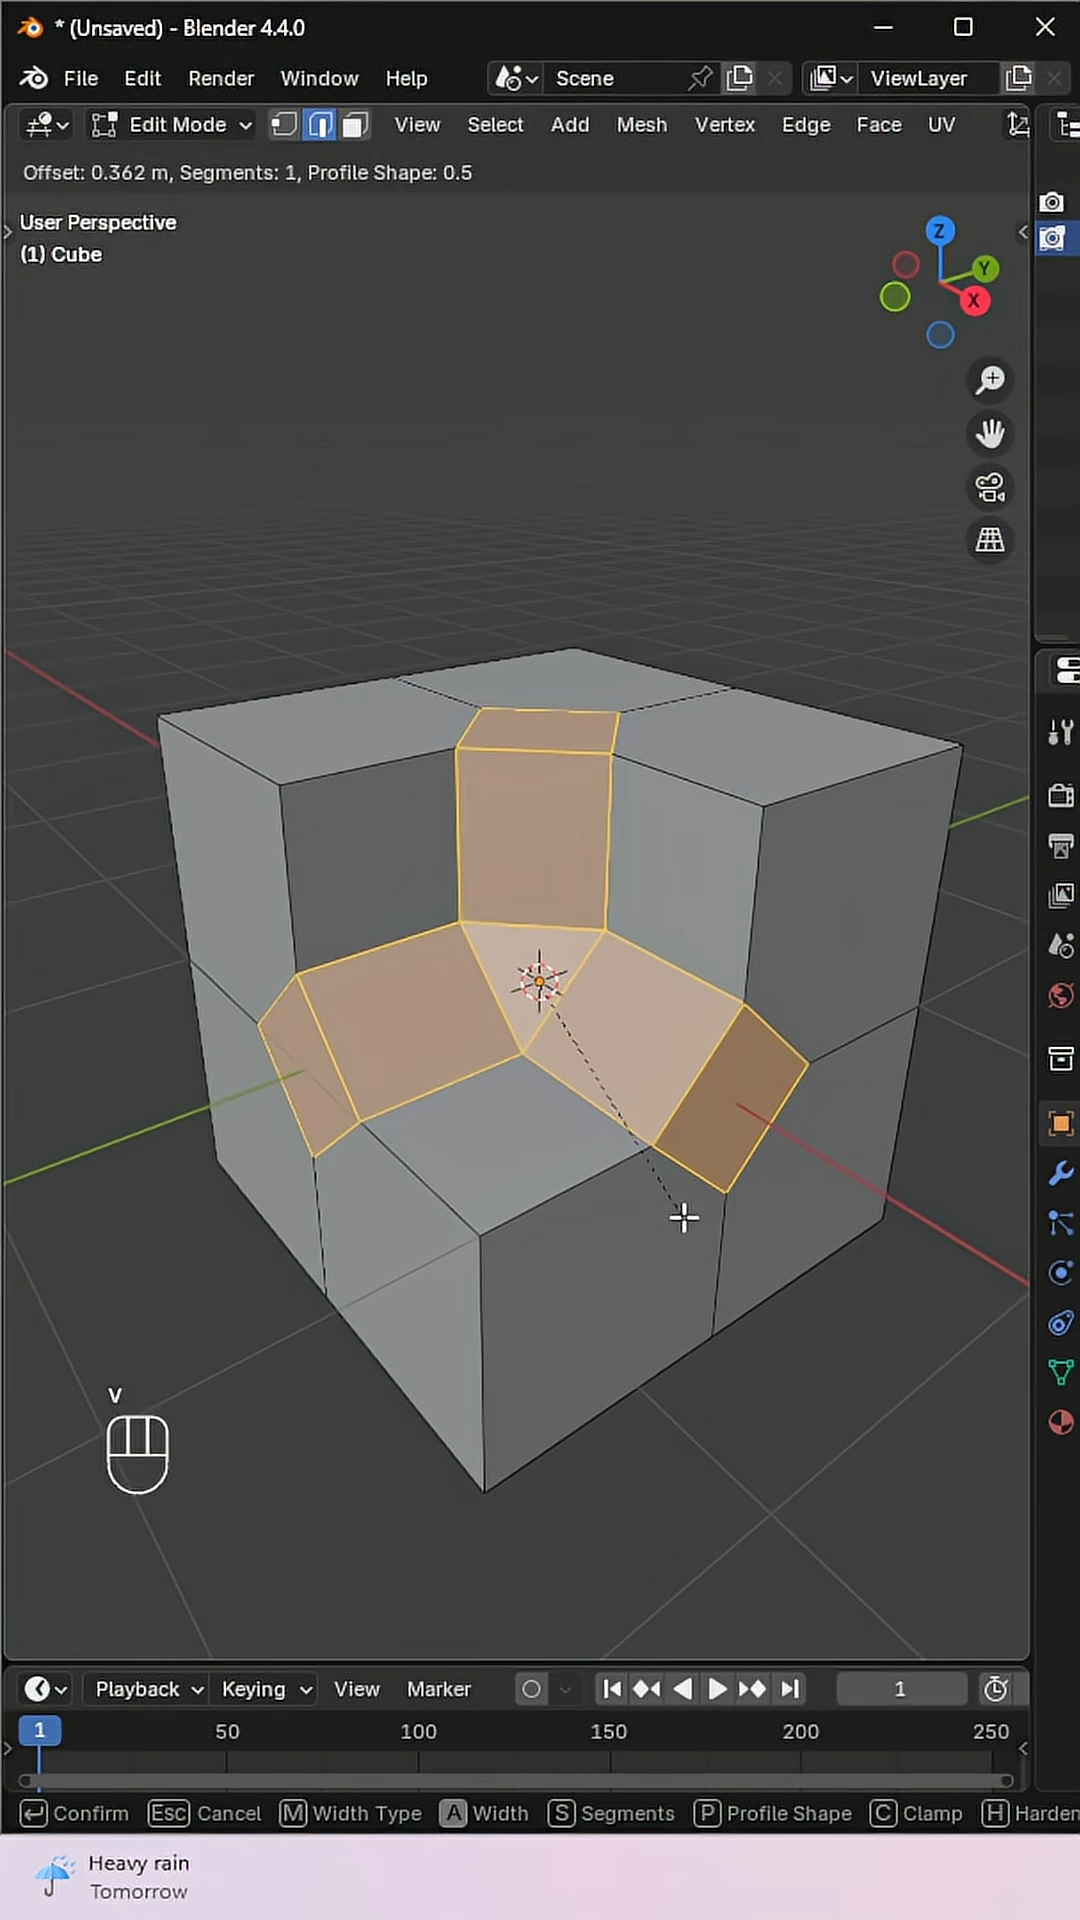 * (Unsaved) - Blender 4.4.0
File Edit Render Window Help Scene ViewLayer
Edit Mode View Select Add Mesh Vertex Edge Face UV
Offset: 0.362 m, Segments: 1, Profile Shape: 0.5
User Perspective
(1) Cube
Z
Y
X
V
Playback Keying View Marker 1
1 50 100 150 200 250
Confirm Esc Cancel M Width Type A Width S Segments P Profile Shape C Clamp H Harden
Heavy rain
Tomorrow